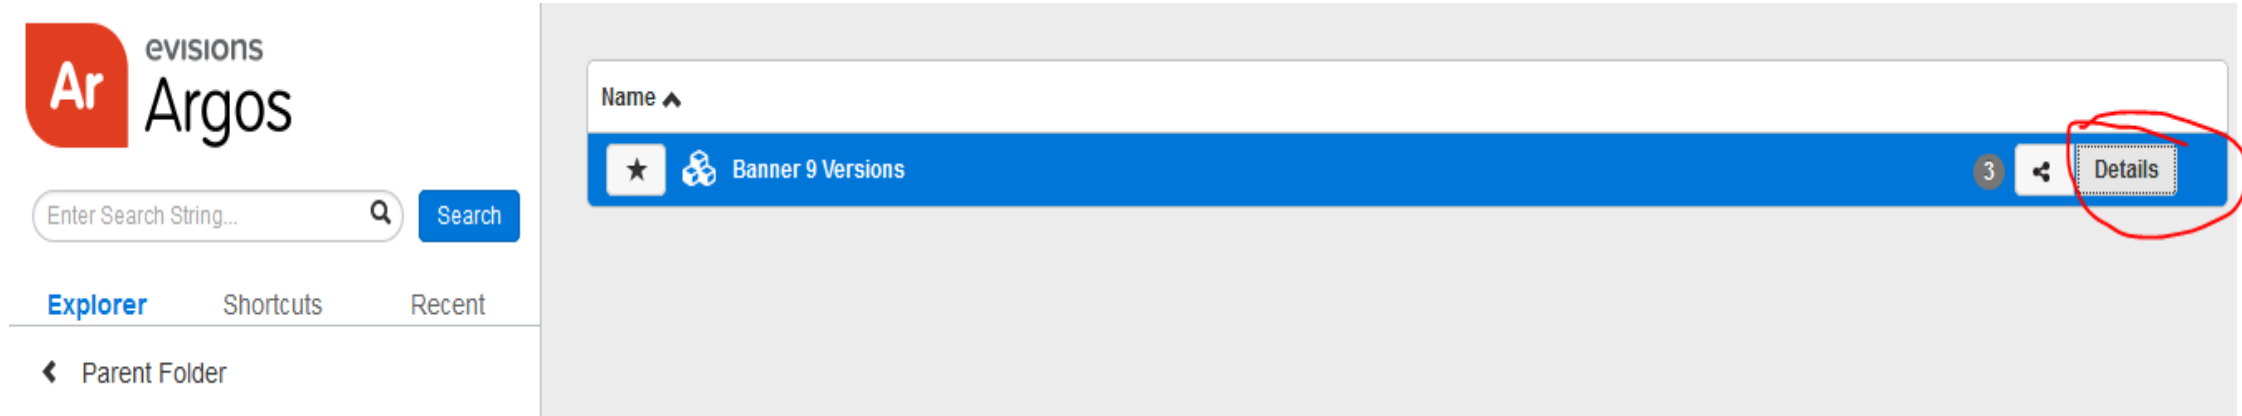 Ar
evisions
Argos
Enter Search String...
Search
Explorer Shortcuts Recent
Parent Folder
Name
Banner 9 Versions
3
Details